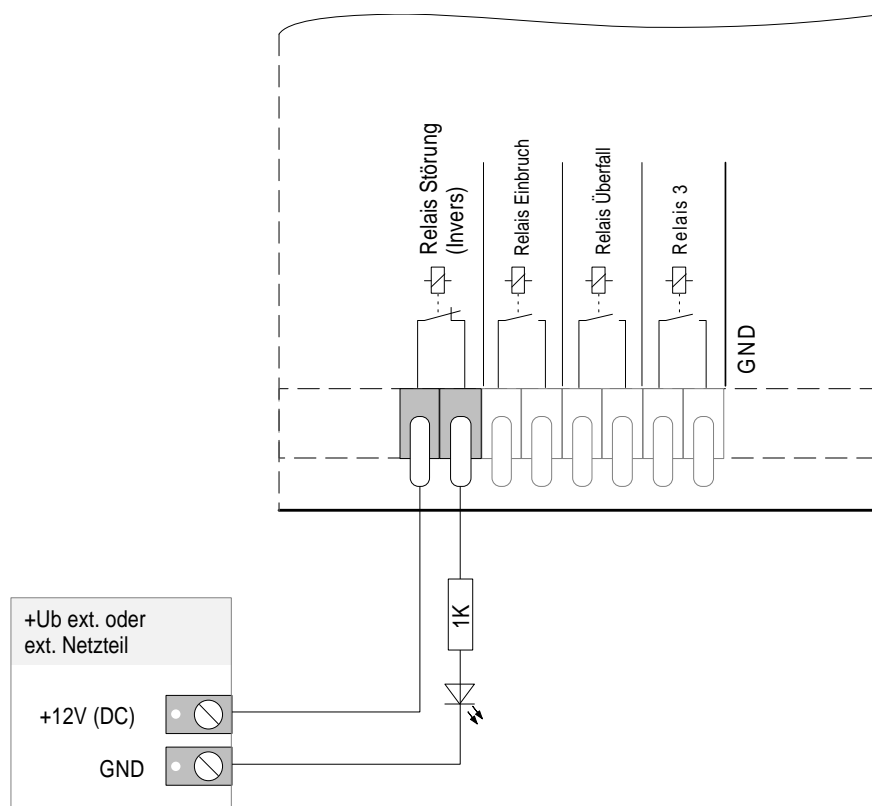 Relais Störung
(Invers)
Relais Einbruch
Relais Überfall
Relais 3
GND
1K
+Ub ext. oder
ext. Netzteil
+12V (DC)
GND